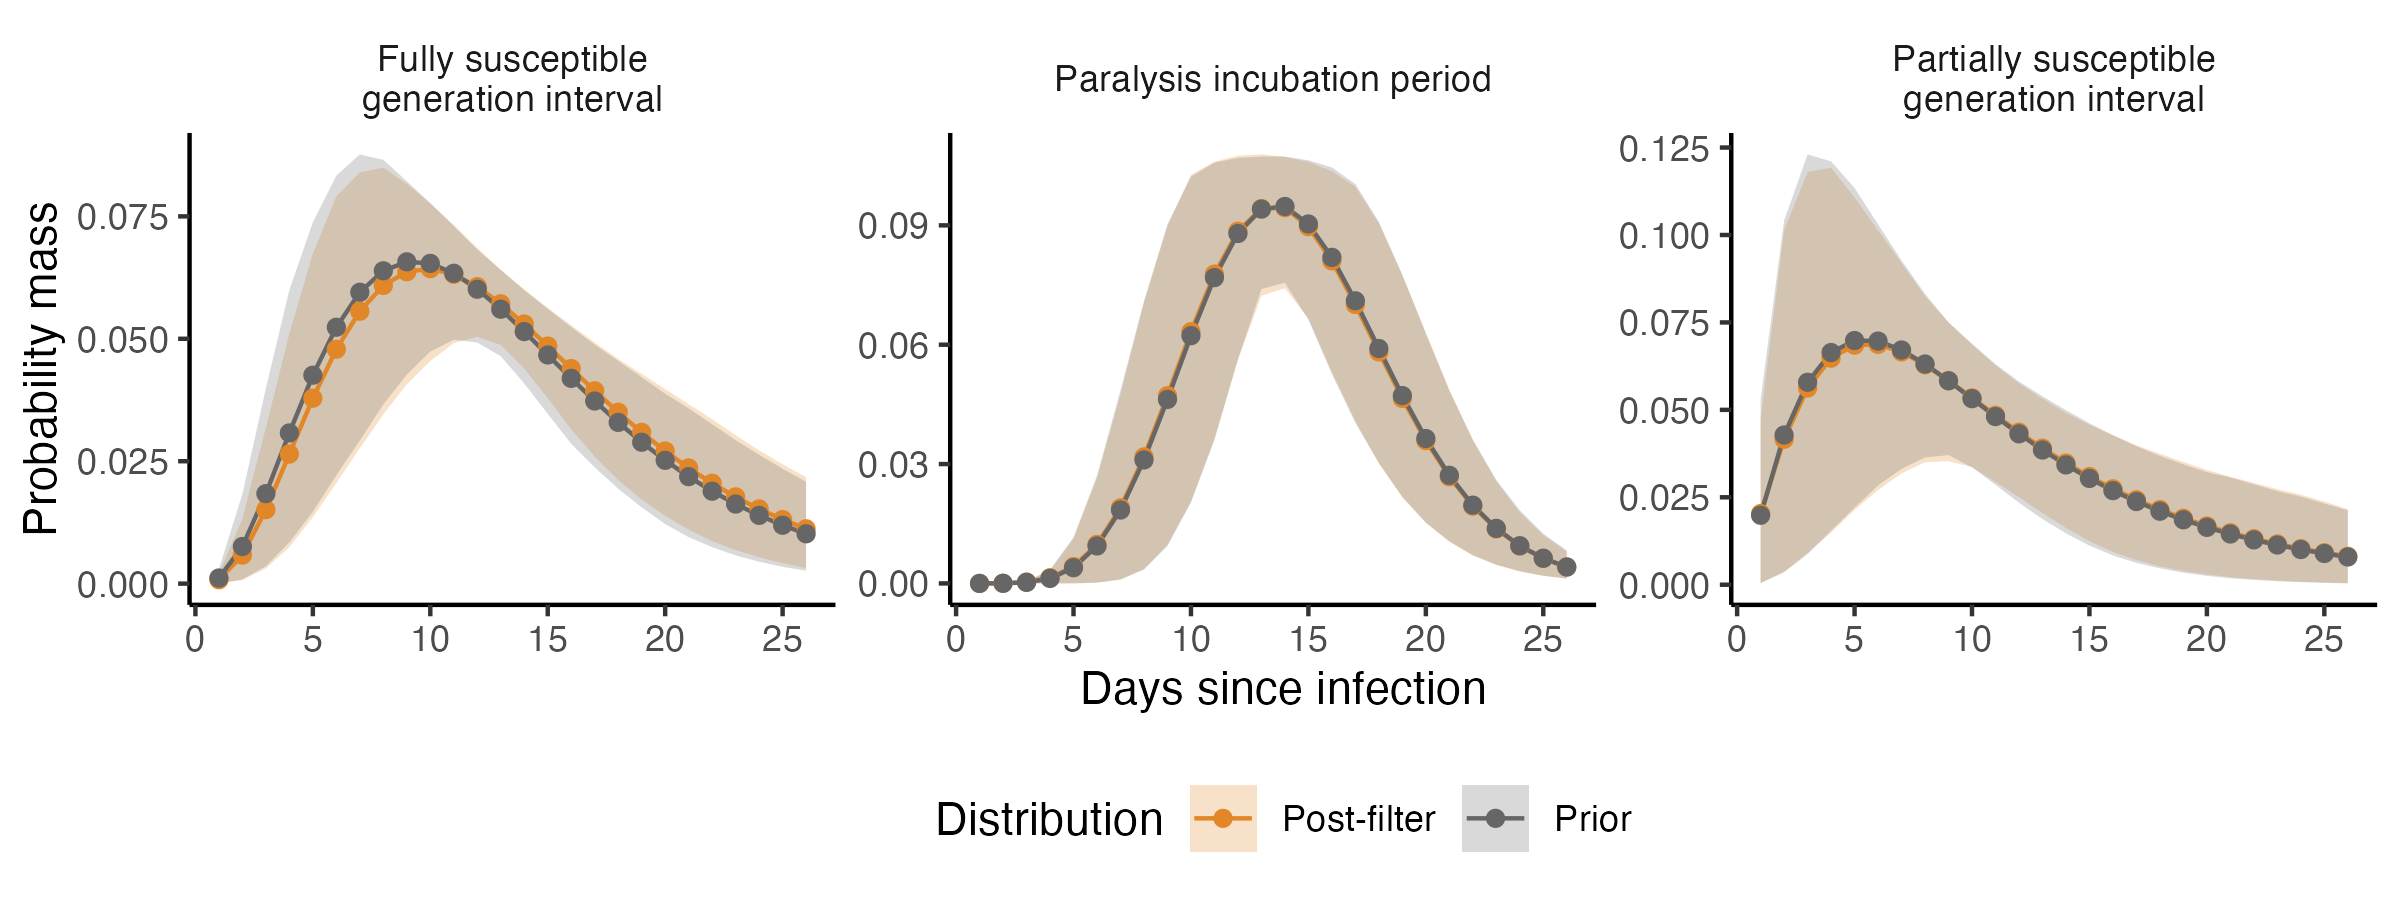 Fully susceptible
generation interval
Paralysis incubation period
Partially susceptible
generation interval
Probability mass
0.075
0.050
0.025
0.000
0 5 10 15 20 25
0.09
0.06
0.03
0.00
0 5 10 15 20 25
0.125
0.100
0.075
0.050
0.025
0.000
0 5 10 15 20 25
Days since infection
Distribution Post-filter Prior